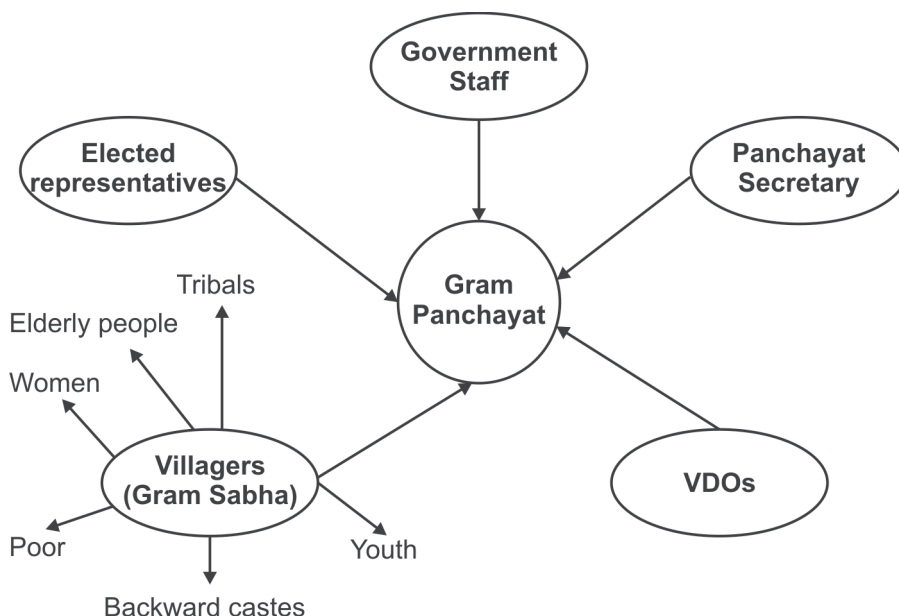 Government
Staff
Elected
representatives
Panchayat
Secretary
Gram
Panchayat
Tribals
Elderly people
Women
Villagers
(Gram Sabha)
VDOs
Poor
Youth
Backward castes